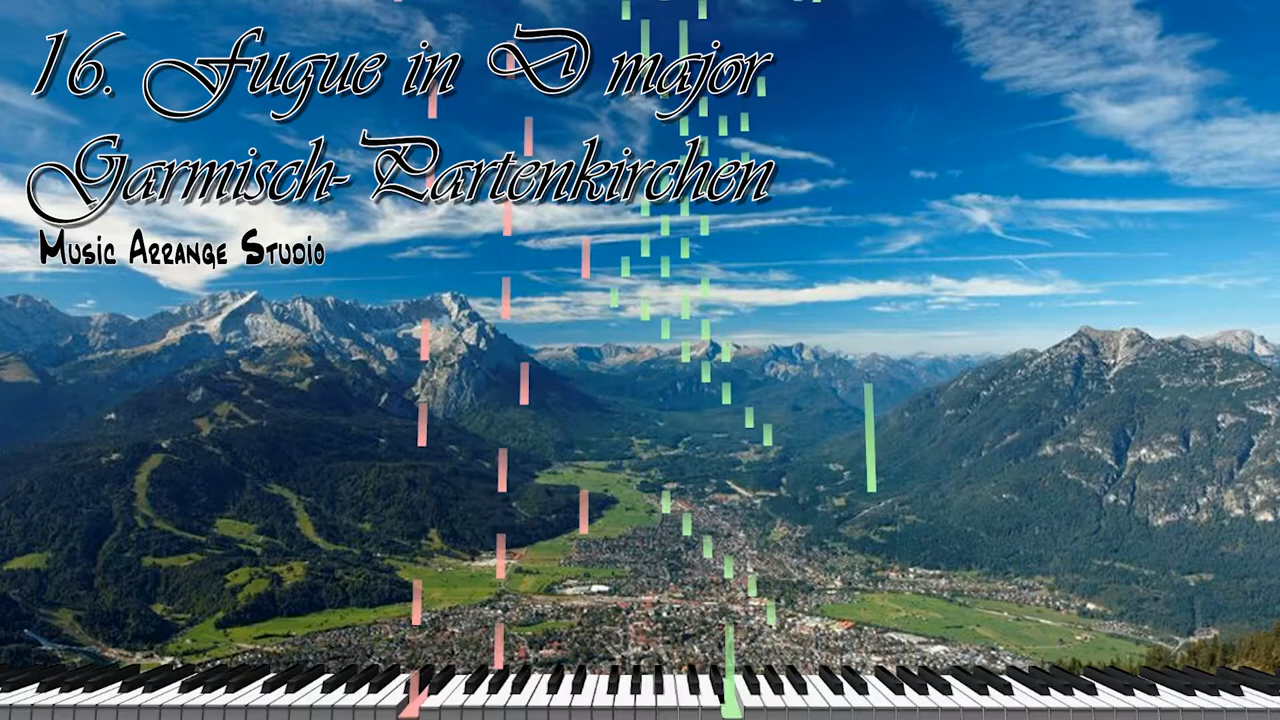 16. Fugue in D major
Garmisch-Partenkirchen
Music Arrange Studio